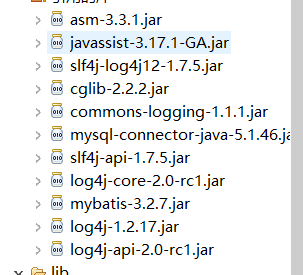 asm-3.3.1.jar
javassist-3.17.1-GA.jar
slf4j-log4j12-1.7.5.jar
cglib-2.2.2.jar
commons-logging-1.1.1.jar
mysql-connector-java-5.1.46.ja
slf4j-api-1.7.5.jar
log4j-core-2.0-rc1.jar
mybatis-3.2.7.jar
log4j-1.2.17.jar
log4j-api-2.0-rc1.jar
lib